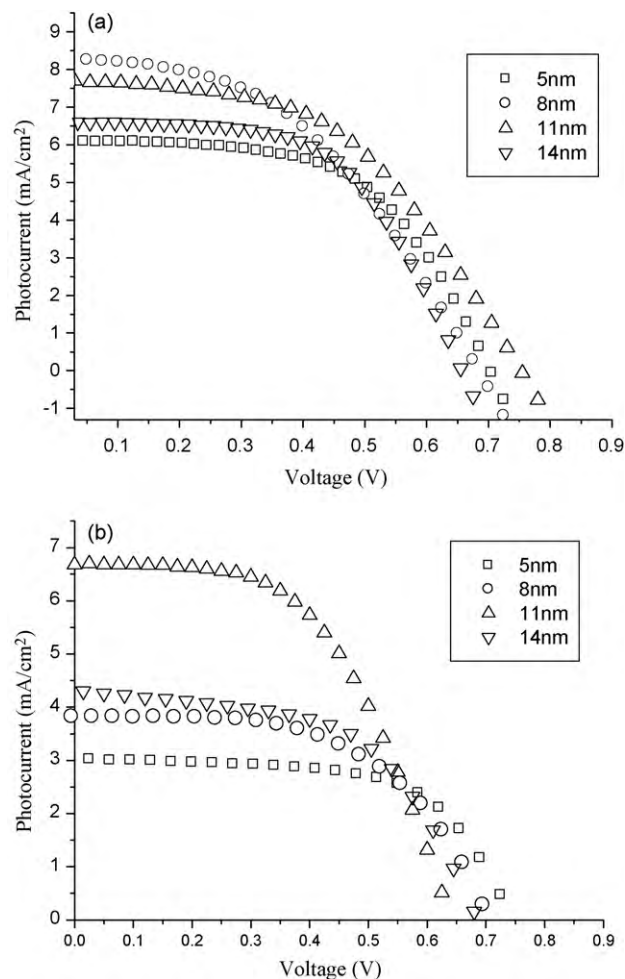 (a)
9
8
7
6
5
4
3
2
1
0
-1
Photocurrent (mA/cm²)
5nm
8nm
11nm
14nm
0.1 0.2 0.3 0.4 0.5 0.6 0.7 0.8 0.9
Voltage (V)
(b)
7
6
5
4
3
2
1
0
Photocurrent (mA/cm²)
5nm
8nm
11nm
14nm
0.0 0.1 0.2 0.3 0.4 0.5 0.6 0.7 0.8 0.9
Voltage (V)